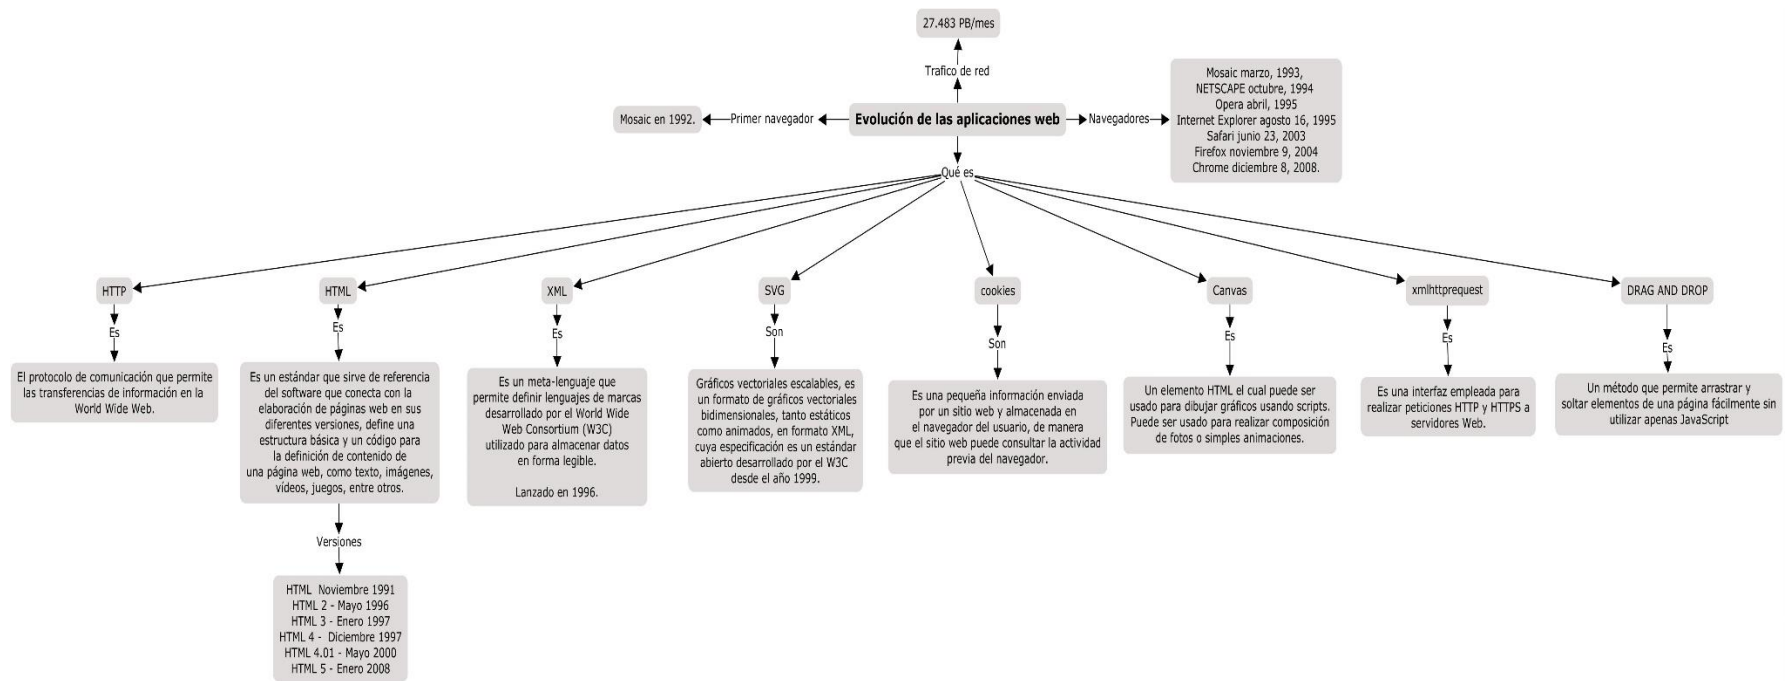 27.483 PB/mes
Trafico de red
Mosaic en 1992.
Primer navegador
Evolución de las aplicaciones web
Navegadores
Mosaic marzo, 1993,
NETSCAPE octubre, 1994
Opera abril, 1995
Internet Explorer agosto 16, 1995
Safari junio 23, 2003
Firefox noviembre 9, 2004
Chrome diciembre 8, 2008.
Qué es
HTTP
Es
El protocolo de comunicación que permite
las transferencias de información en la
World Wide Web.
HTML
Es
Es un estándar que sirve de referencia
del software que conecta con la
elaboración de páginas web en sus
diferentes versiones, define una
estructura básica y un código para
la definición de contenido de
una página web, como texto, imágenes,
vídeos, juegos, entre otros.
Versiones
HTML Noviembre 1991
HTML 2 - Mayo 1996
HTML 3 - Enero 1997
HTML 4 - Diciembre 1997
HTML 4.01 - Mayo 2000
HTML 5 - Enero 2008
XML
Es
Es un meta-lenguaje que
permite definir lenguajes de marcas
desarrollado por el World Wide
Web Consortium (W3C)
utilizado para almacenar datos
en forma legible.
Lanzado en 1996.
SVG
Son
Gráficos vectoriales escalables, es
un formato de gráficos vectoriales
bidimensionales, tanto estáticos
como animados, en formato XML,
cuya especificación es un estándar
abierto desarrollado por el W3C
desde el año 1999.
cookies
Son
Es una pequeña información enviada
por un sitio web y almacenada en
el navegador del usuario, de manera
que el sitio web puede consultar la actividad
previa del navegador.
Canvas
Es
Un elemento HTML el cual puede ser
usado para dibujar gráficos usando scripts.
Puede ser usado para realizar composición
de fotos o simples animaciones.
xmlhttprequest
Es
Es una interfaz empleada para
realizar peticiones HTTP y HTTPS a
servidores Web.
DRAG AND DROP
Es
Un método que permite arrastrar y
soltar elementos de una página fácilmente sin
utilizar apenas JavaScript